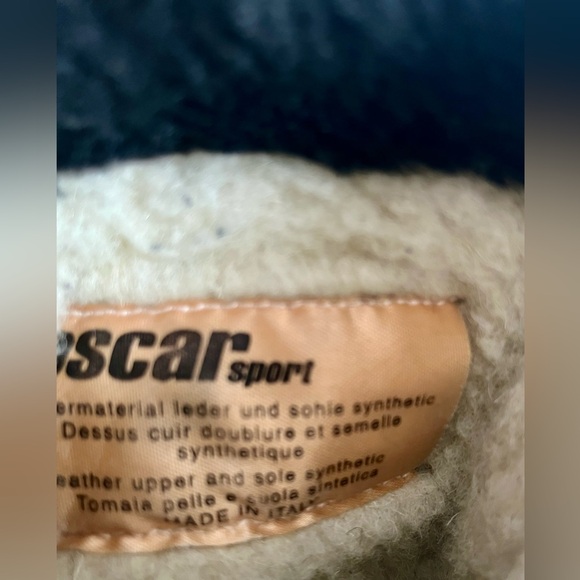 oscar sport
ermaterial leder und sohle synthetic
Dessus cuir doublure et semelle
synthetique
eather upper and sole synthetic
Tomaia pelle e suola sintetica
MADE IN ITALY